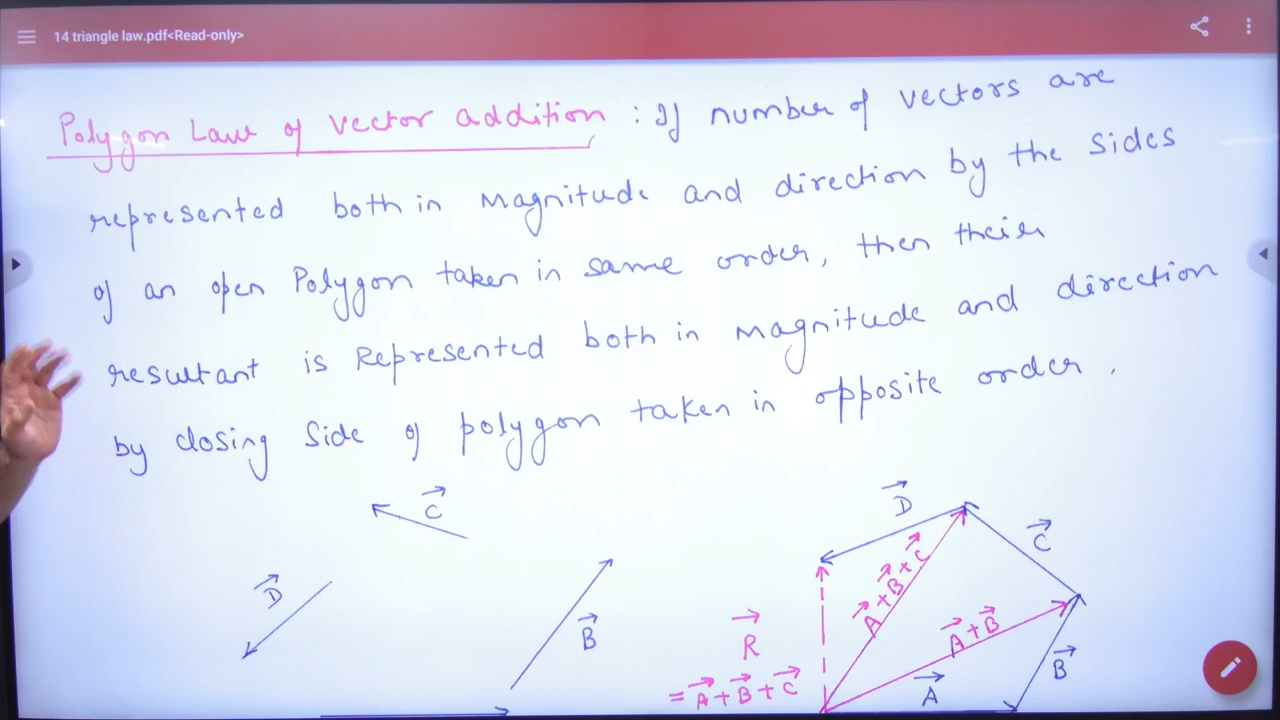 14 triangle law.pdf<Read-only>
Polygon Law of vector addition : If number of vectors are
represented both in magnitude and direction by the sides
of an open Polygon taken in same order, then their
resultant is Represented both in magnitude and direction
by closing side of polygon taken in opposite order.
C⃗
D⃗
B⃗
D⃗
C⃗
A⃗+B⃗+C⃗
A⃗+B⃗
R⃗
B⃗
A⃗
=A⃗+B⃗+C⃗